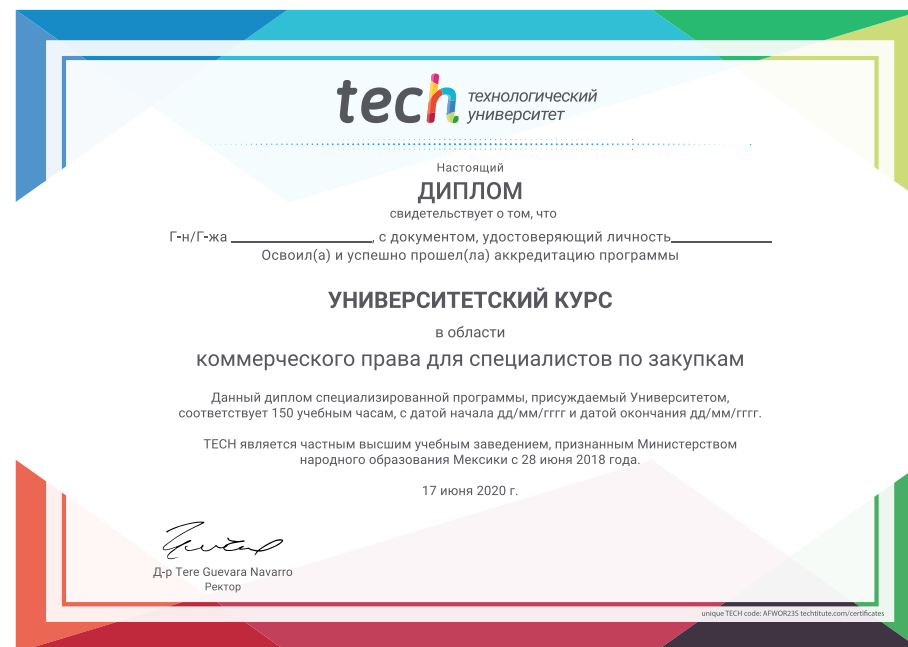 tech технологический
университет
Настоящий
ДИПЛОМ
свидетельствует о том, что
Г-н/Г-жа ____________________, с документом, удостоверяющий личность______________
Освоил(а) и успешно прошел(ла) аккредитацию программы
УНИВЕРСИТЕТСКИЙ КУРС
в области
коммерческого права для специалистов по закупкам
Данный диплом специализированной программы, присуждаемый Университетом,
соответствует 150 учебным часам, с датой начала дд/мм/гггг и датой окончания дд/мм/гггг.
TECH является частным высшим учебным заведением, признанным Министерством
народного образования Мексики с 28 июня 2018 года.
17 июня 2020 г.
Д-р Tere Guevara Navarro
Ректор
unique TECH code: AFWOR23S techtitute.com/certificates